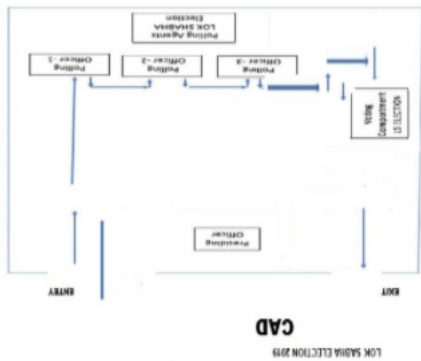 LOK SABHA ELECTION 2019
CAD
EXIT
ENTRY
Presiding
Officer
Voting
Compartment
LS ELECTION
Polling
Officer -3
Polling
Officer -2
Polling
Officer -1
Polling Agents
LOK SHABHA
Election